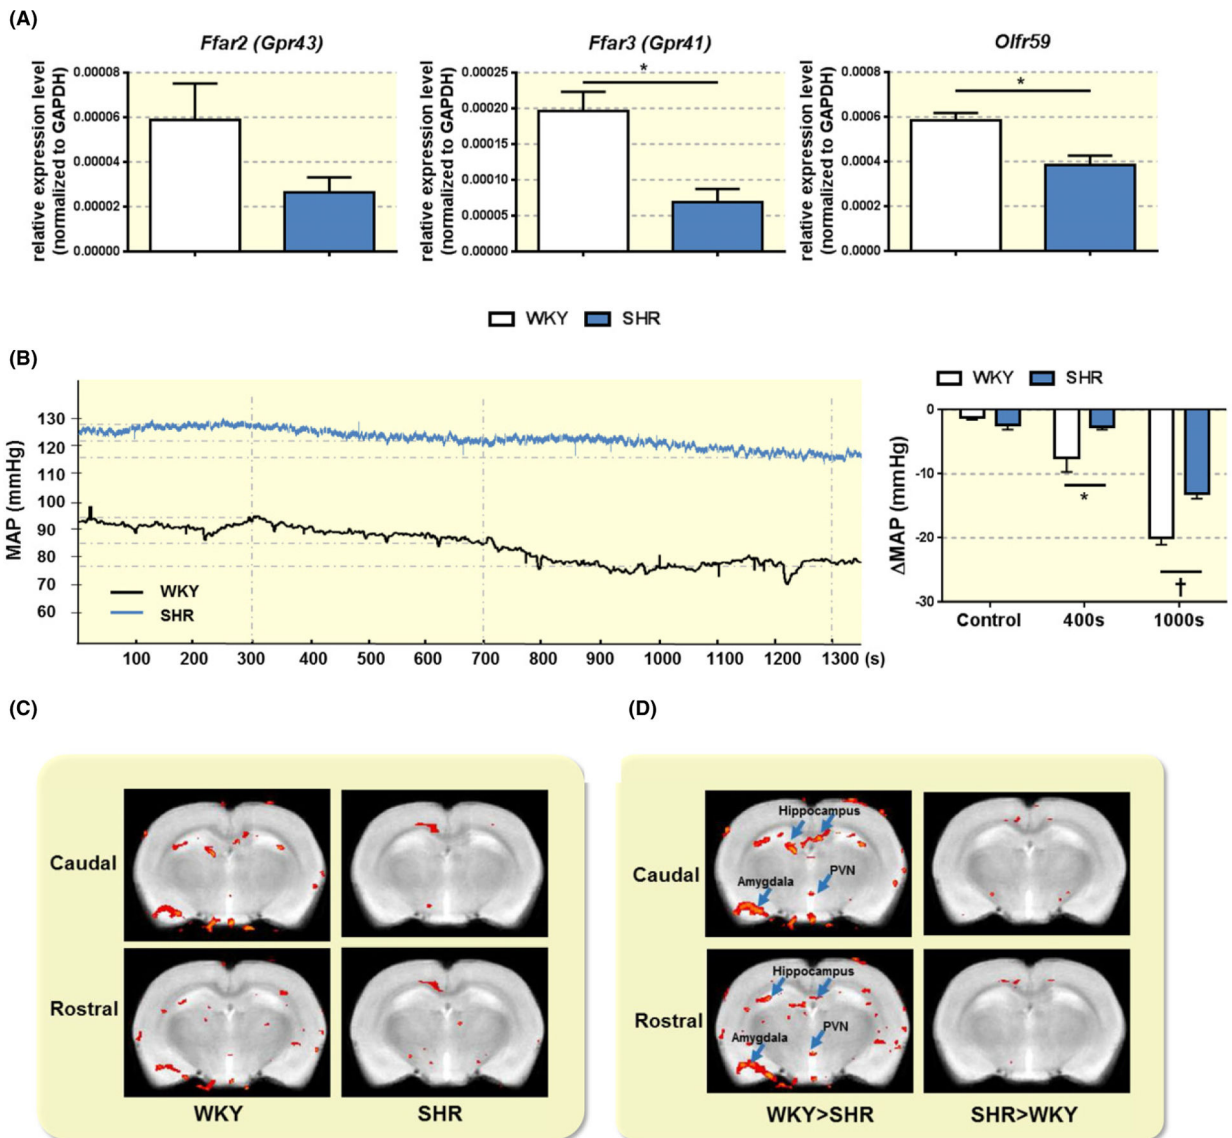 (A)
Ffar2 (Gpr43)
relative expression level
(normalized to GAPDH)
0.00008
0.00006
0.00004
0.00002
0.00000
Ffar3 (Gpr41)
relative expression level
(normalized to GAPDH)
0.00025
0.00020
0.00015
0.00010
0.00005
0.00000
*
Olfr59
relative expression level
(normalized to GAPDH)
0.0008
0.0006
0.0004
0.0002
0.0000
*
WKY SHR
(B)
MAP (mmHg)
130
120
110
100
90
80
70
60
WKY
SHR
100 200 300 400 500 600 700 800 900 1000 1100 1200 1300 (s)
WKY SHR
ΔMAP (mmHg)
0
-10
-20
-30
*
†
Control 400s 1000s
(C)
Caudal
Rostral
WKY SHR
(D)
Caudal
Hippocampus
PVN
Amygdala
Rostral
Hippocampus
PVN
Amygdala
WKY>SHR SHR>WKY